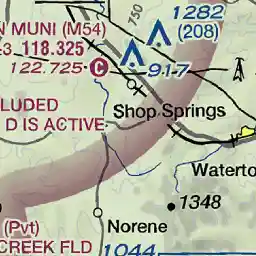 1282
N MUNI (M54)
(208)
750
118.325
122.725 C
917
LUDED
D IS ACTIVE
Shop Springs
Waterto
1348
(Pvt)
Norene
CREEK FLD
1044